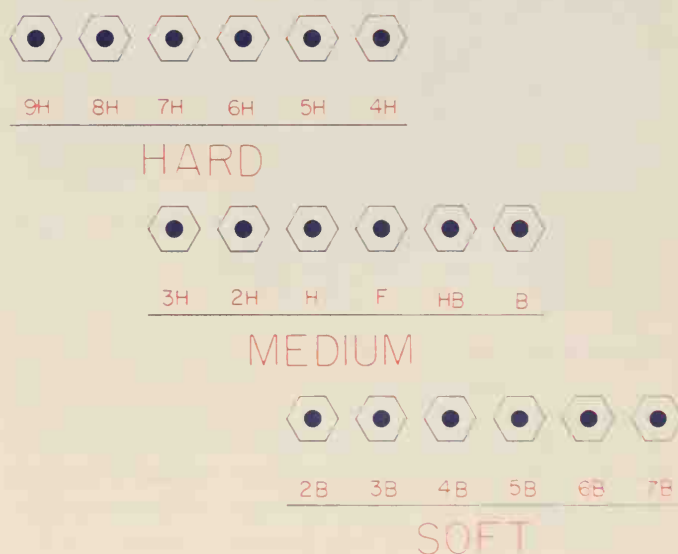 9H 8H 7H 6H 5H 4H
HARD
3H 2H H F HB B
MEDIUM
2B 3B 4B 5B 6B 7B
SOFT